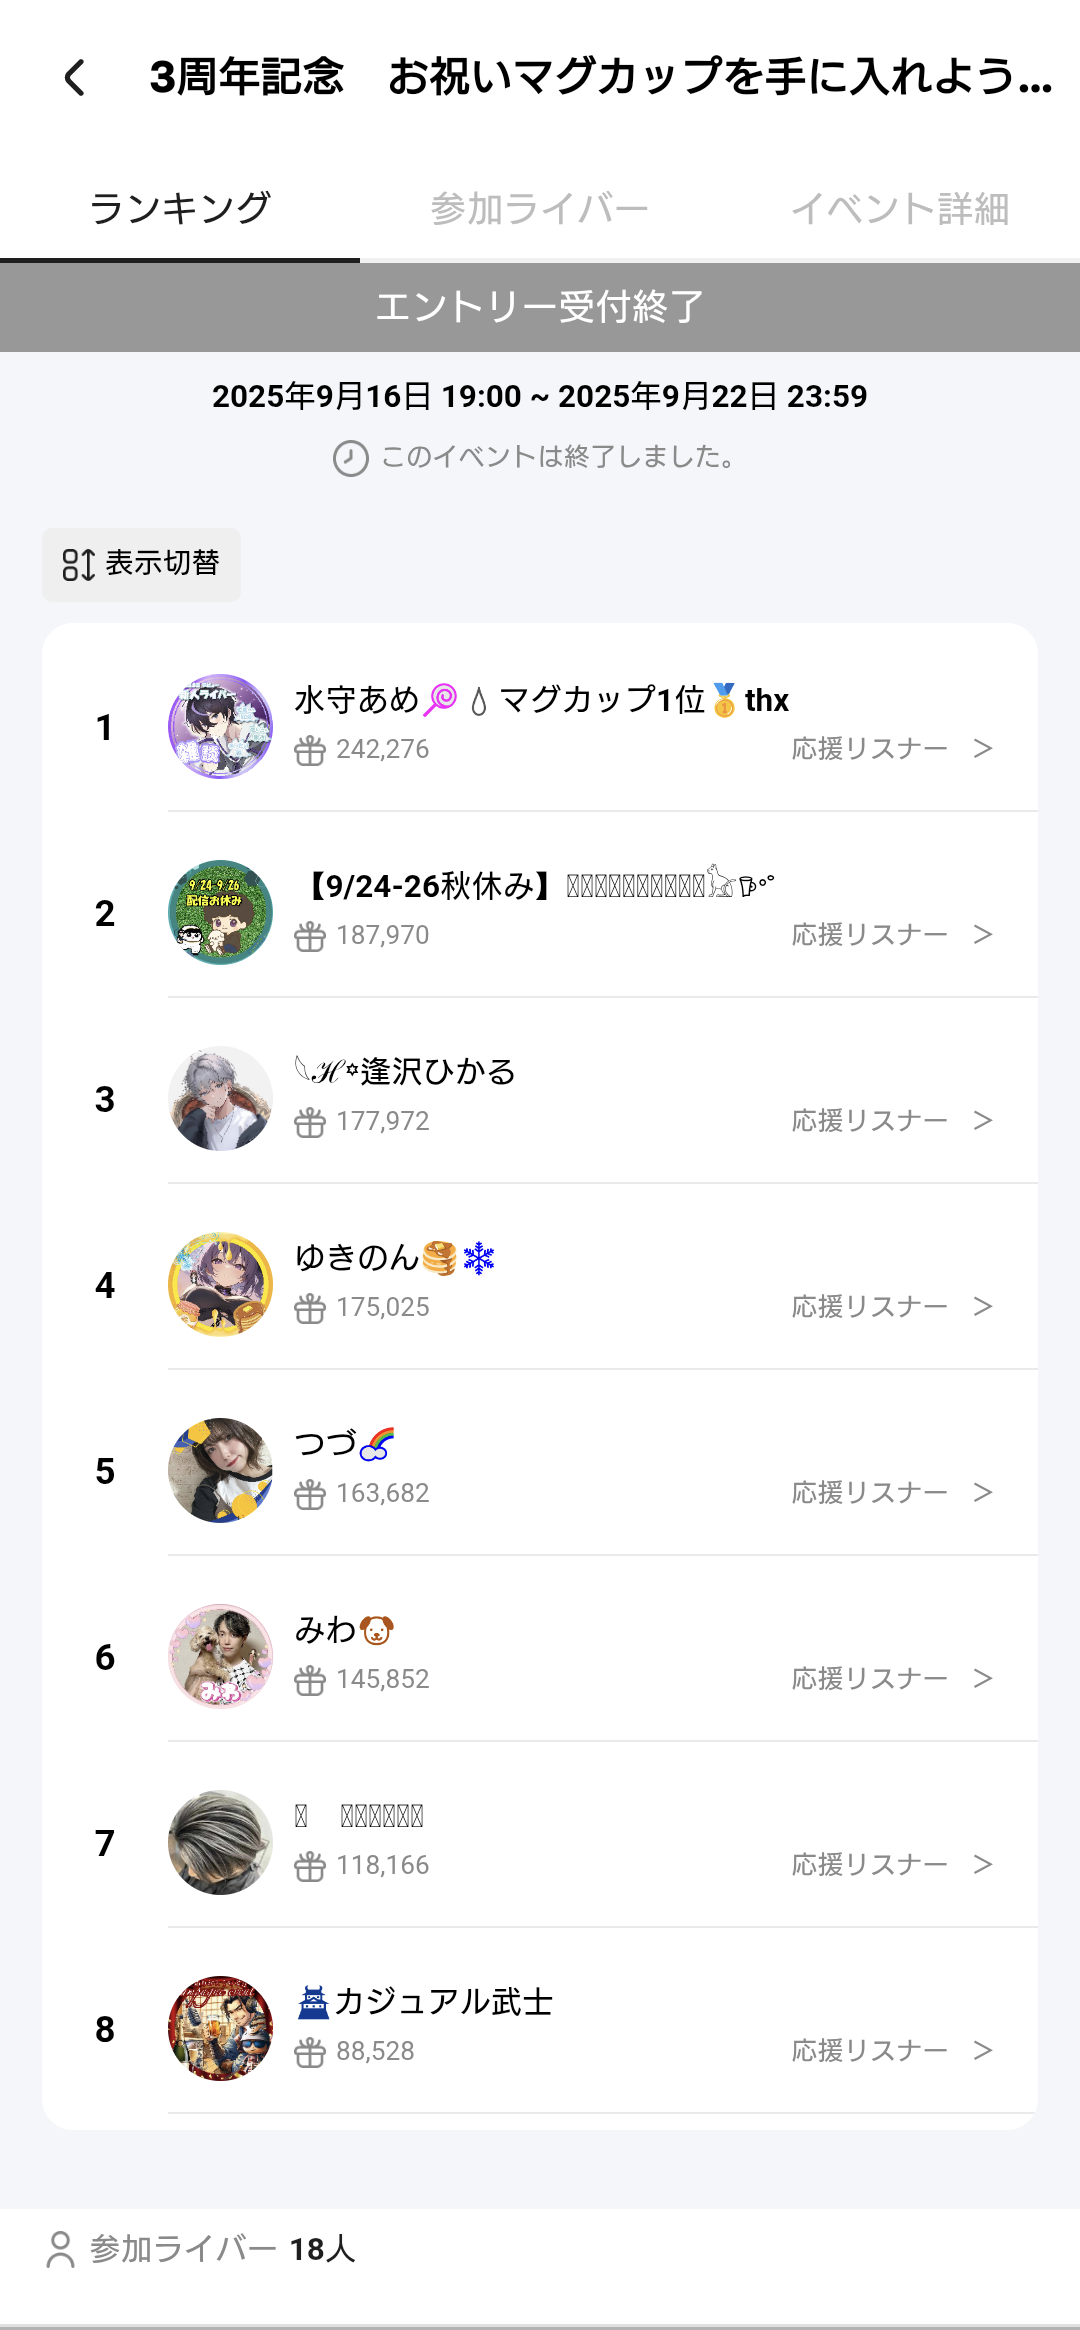 3周年記念　お祝いマグカップを手に入れよう...
ランキング
参加ライバー
イベント詳細
エントリー受付終了
2025年9月16日 19:00 ~ 2025年9月22日 23:59
このイベントは終了しました。
表示切替
1
水守あめ🍭💧マグカップ1位🥇thx
242,276
応援リスナー >
2
【9/24-26秋休み】
187,970
応援リスナー >
3
ℋ✡逢沢ひかる
177,972
応援リスナー >
4
ゆきのん🥞❄
175,025
応援リスナー >
5
つづ🌈
163,682
応援リスナー >
6
みわ🐶
145,852
応援リスナー >
7
118,166
応援リスナー >
8
🏯カジュアル武士
88,528
応援リスナー >
参加ライバー 18人